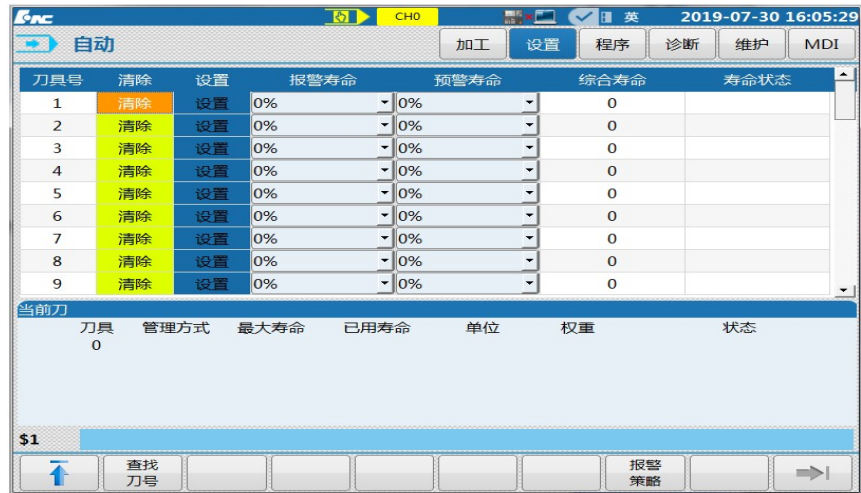 CH0 英 2019-07-30 16:05:29
自动 加工 设置 程序 诊断 维护 MDI
刀具号 清除 设置 报警寿命 预警寿命 综合寿命 寿命状态
1 清除 设置 0% 0% 0
2 清除 设置 0% 0% 0
3 清除 设置 0% 0% 0
4 清除 设置 0% 0% 0
5 清除 设置 0% 0% 0
6 清除 设置 0% 0% 0
7 清除 设置 0% 0% 0
8 清除 设置 0% 0% 0
9 清除 设置 0% 0% 0
当前刀
刀具 管理方式 最大寿命 已用寿命 单位 权重 状态
0
$1
查找 报警
刀号 策略